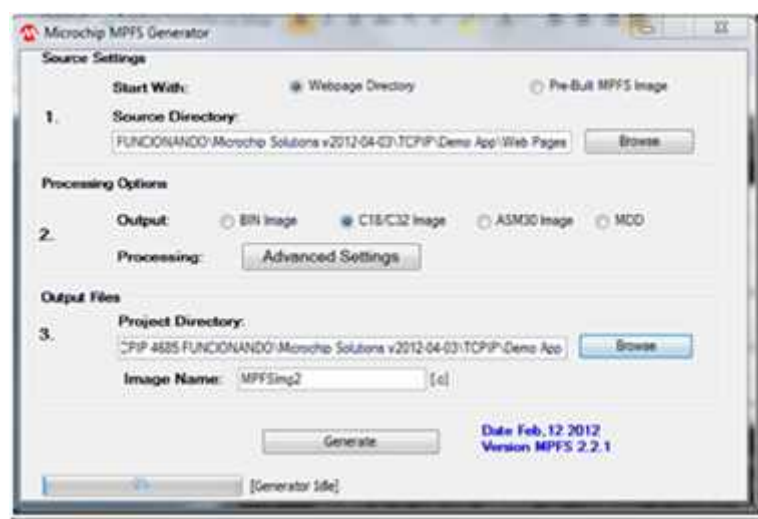 Microchip MPFS Generator
Source Settings
Start With: Webpage Directory Pre-Built MPFS Image
1. Source Directory:
FUNCIONANDO\Microchip Solutions v2012-04-03\TCPIP\Demo App\Web Pages Browse
Processing Options
2. Output: BIN Image C18/C32 Image ASM30 Image MDD
Processing: Advanced Settings
Output Files
3. Project Directory:
CPIP 4685 FUNCIONANDO\Microchip Solutions v2012-04-03\TCPIP\Demo App Browse
Image Name: MPFSImg2 [.c]
Generate
Date Feb,12 2012
Version MPFS 2.2.1
[Generator Idle]